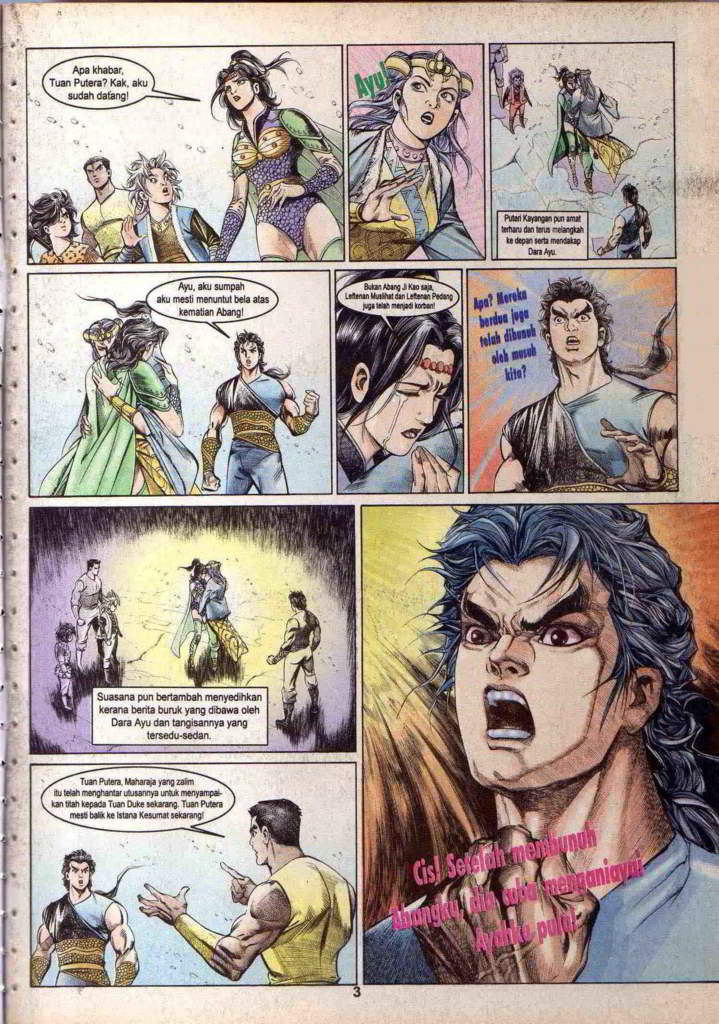 Apa khabar,
Tuan Putera? Kak, aku
sudah datang!
Ayu!
Puteri Kayangan pun amat
terharu dan terus melangkah
ke depan serta mendakap
Dara Ayu.
Ayu, aku sumpah
aku mesti menuntut bela atas
kematian Abang!
Bukan Abang Ji Kao saja,
Leftenan Muslihat dan Leftenan Pedang
juga telah menjadi korban!
Apa? Mereka
berdua juga
telah dibunuh
oleh musuh
kita?
Suasana pun bertambah menyedihkan
kerana berita buruk yang dibawa oleh
Dara Ayu dan tangisannya yang
tersedu-sedan.
Tuan Putera, Maharaja yang zalim
itu telah menghantar utusannya untuk menyampai-
kan titah kepada Tuan Duke sekarang. Tuan Putera
mesti balik ke Istana Kesumat sekarang!
Cis! Setelah membunuh
Abangku, dia cuba menganiayai
Ayahku pula!
3